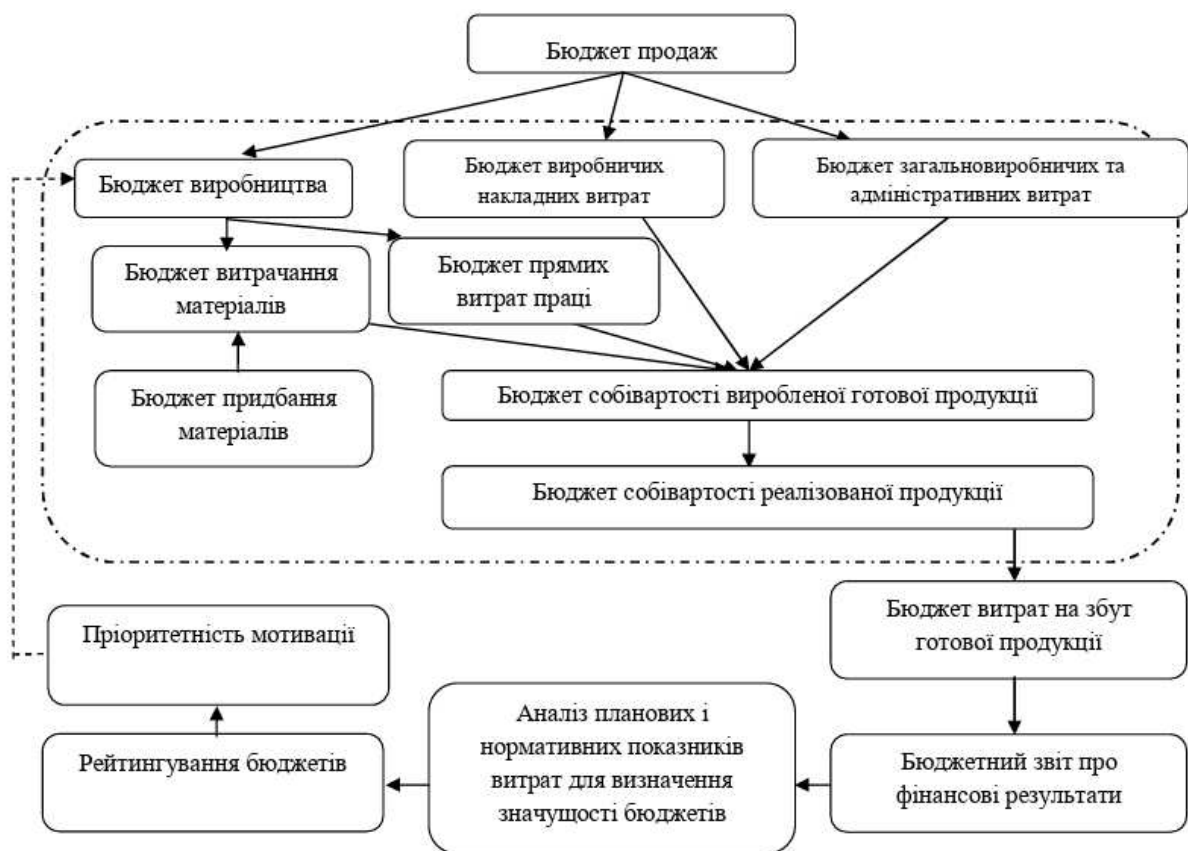 Бюджет продаж
Бюджет виробництва
Бюджет виробничих
накладних витрат
Бюджет загальновиробничих та
адміністративних витрат
Бюджет витрачання
матеріалів
Бюджет прямих
витрат праці
Бюджет придбання
матеріалів
Бюджет собівартості виробленої готової продукції
Бюджет собівартості реалізованої продукції
Бюджет витрат на збут
готової продукції
Пріоритетність мотивації
Аналіз планових і
нормативних показників
витрат для визначення
значущості бюджетів
Рейтингування бюджетів
Бюджетний звіт про
фінансові результати